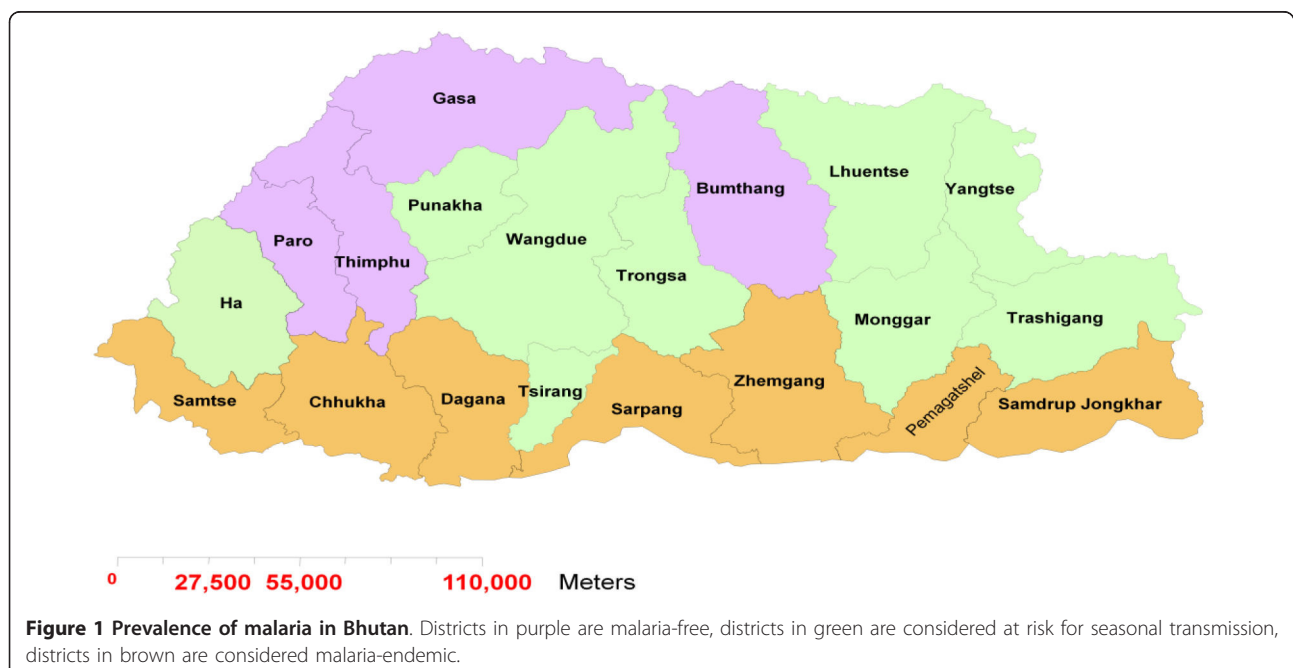 Gasa
Lhuentse
Bumthang
Yangtse
Punakha
Wangdue
Paro
Thimphu
Trongsa
Ha
Monggar
Trashigang
Zhemgang
Tsirang
Samtse
Chhukha
Dagana
Sarpang
Pemagatshel
Samdrup Jongkhar
0 27,500 55,000 110,000 Meters
Figure 1 Prevalence of malaria in Bhutan. Districts in purple are malaria-free, districts in green are considered at risk for seasonal transmission,
districts in brown are considered malaria-endemic.